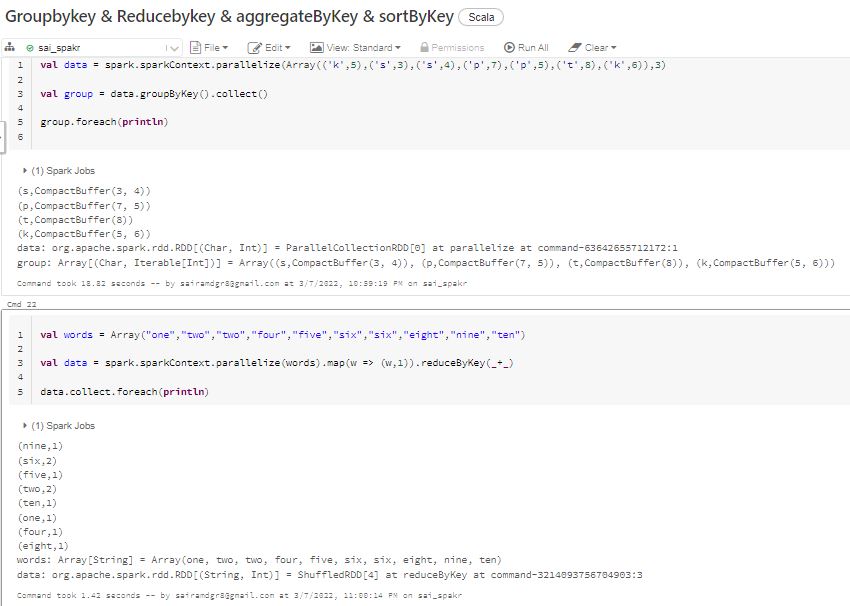 Groupbykey & Reducebykey & aggregateByKey & sortByKey Scala
sai_spakr File Edit View: Standard Permissions Run All Clear
1 val data = spark.sparkContext.parallelize(Array(('k',5),('s',3),('s',4),('p',7),('p',5),('t',8),('k',6)),3)
2
3 val group = data.groupByKey().collect()
4
5 group.foreach(println)
6
(1) Spark Jobs
(s,CompactBuffer(3, 4))
(p,CompactBuffer(7, 5))
(t,CompactBuffer(8))
(k,CompactBuffer(5, 6))
data: org.apache.spark.rdd.RDD[(Char, Int)] = ParallelCollectionRDD[0] at parallelize at command-63642655712172:1
group: Array[(Char, Iterable[Int])] = Array((s,CompactBuffer(3, 4)), (p,CompactBuffer(7, 5)), (t,CompactBuffer(8)), (k,CompactBuffer(5, 6)))
Command took 18.82 seconds -- by sairamdgr8@gmail.com at 3/7/2022, 10:59:19 PM on sai_spakr
Cmd 22
1 val words = Array("one","two","two","four","five","six","six","eight","nine","ten")
2
3 val data = spark.sparkContext.parallelize(words).map(w => (w,1)).reduceByKey(_+_)
4
5 data.collect.foreach(println)
(1) Spark Jobs
(nine,1)
(six,2)
(five,1)
(two,2)
(ten,1)
(one,1)
(four,1)
(eight,1)
words: Array[String] = Array(one, two, two, four, five, six, six, eight, nine, ten)
data: org.apache.spark.rdd.RDD[(String, Int)] = ShuffledRDD[4] at reduceByKey at command-3214093756704903:3
Command took 1.42 seconds -- by sairamdgr8@gmail.com at 3/7/2022, 11:00:14 PM on sai_spakr